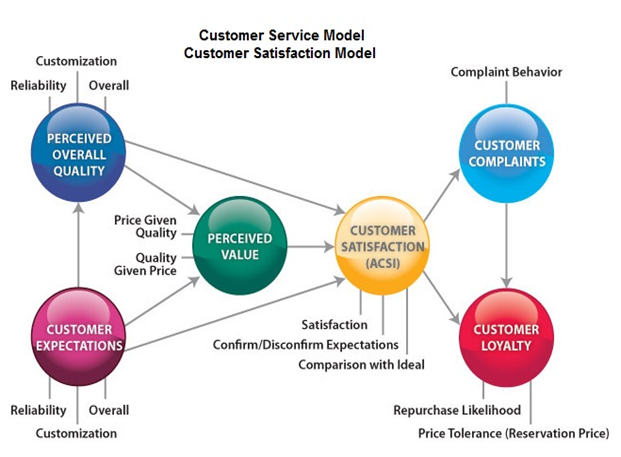 Customer Service Model
Customer Satisfaction Model
Customization
Reliability
Overall
Complaint Behavior
PERCEIVED
OVERALL
QUALITY
CUSTOMER
COMPLAINTS
Price Given
Quality
Quality
Given Price
PERCEIVED
VALUE
CUSTOMER
SATISFACTION
(ACSI)
CUSTOMER
EXPECTATIONS
Satisfaction
Confirm/Disconfirm Expectations
Comparison with Ideal
CUSTOMER
LOYALTY
Reliability
Overall
Customization
Repurchase Likelihood
Price Tolerance (Reservation Price)